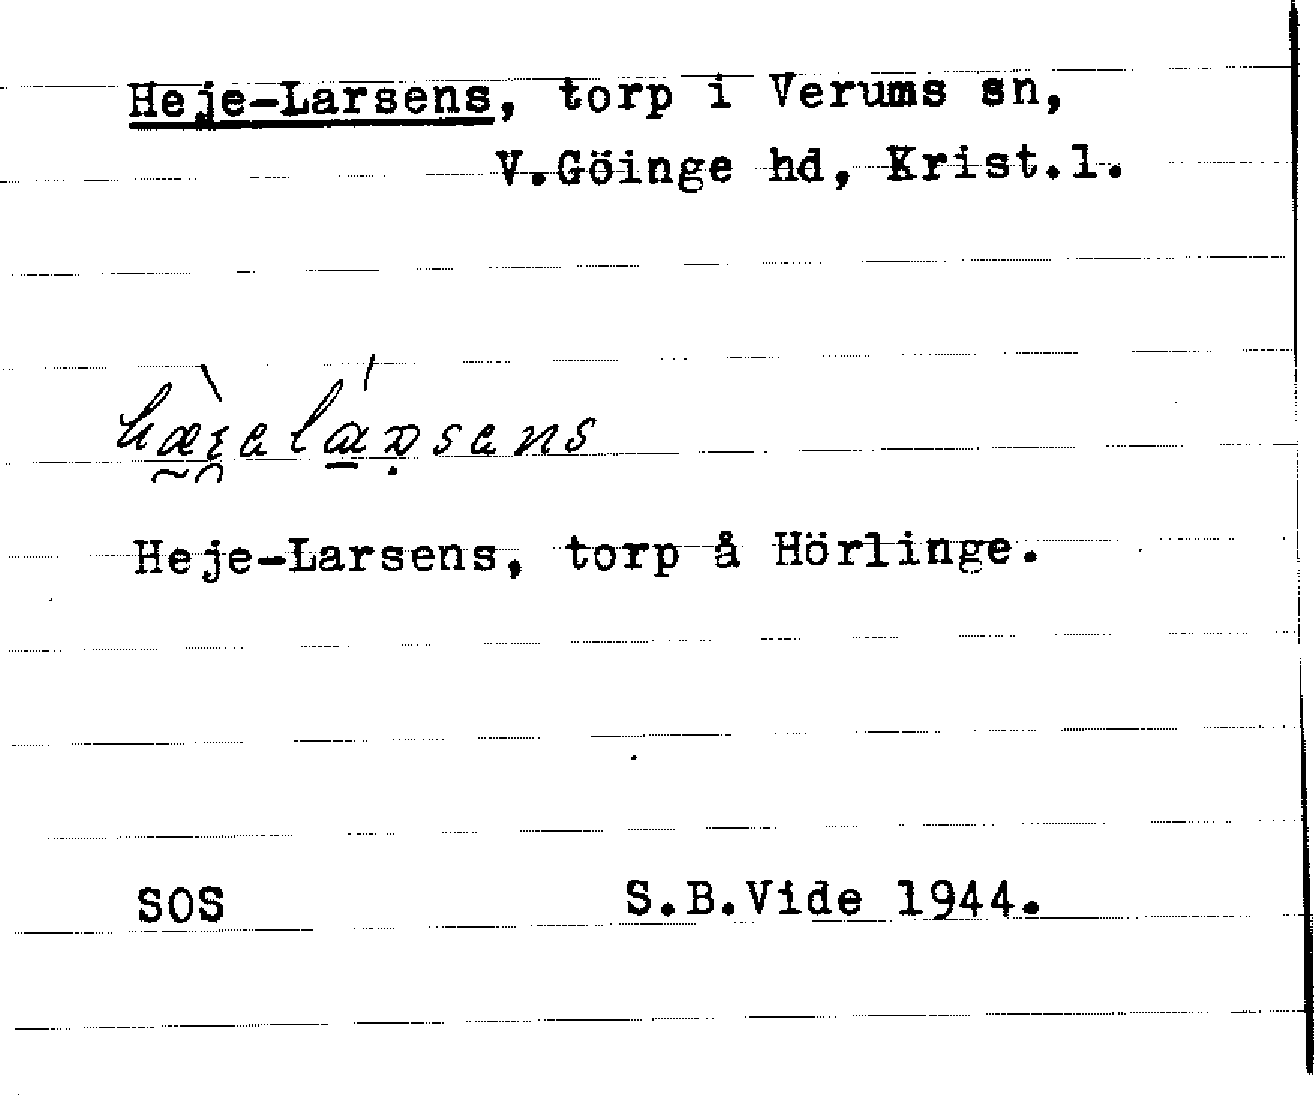 Heje-Larsens, torp i Verums sn,
V.Göinge hd, Krist.l.
Heje-Larsens, torp å Hörlinge.
SOS S.B.Vide 1944.